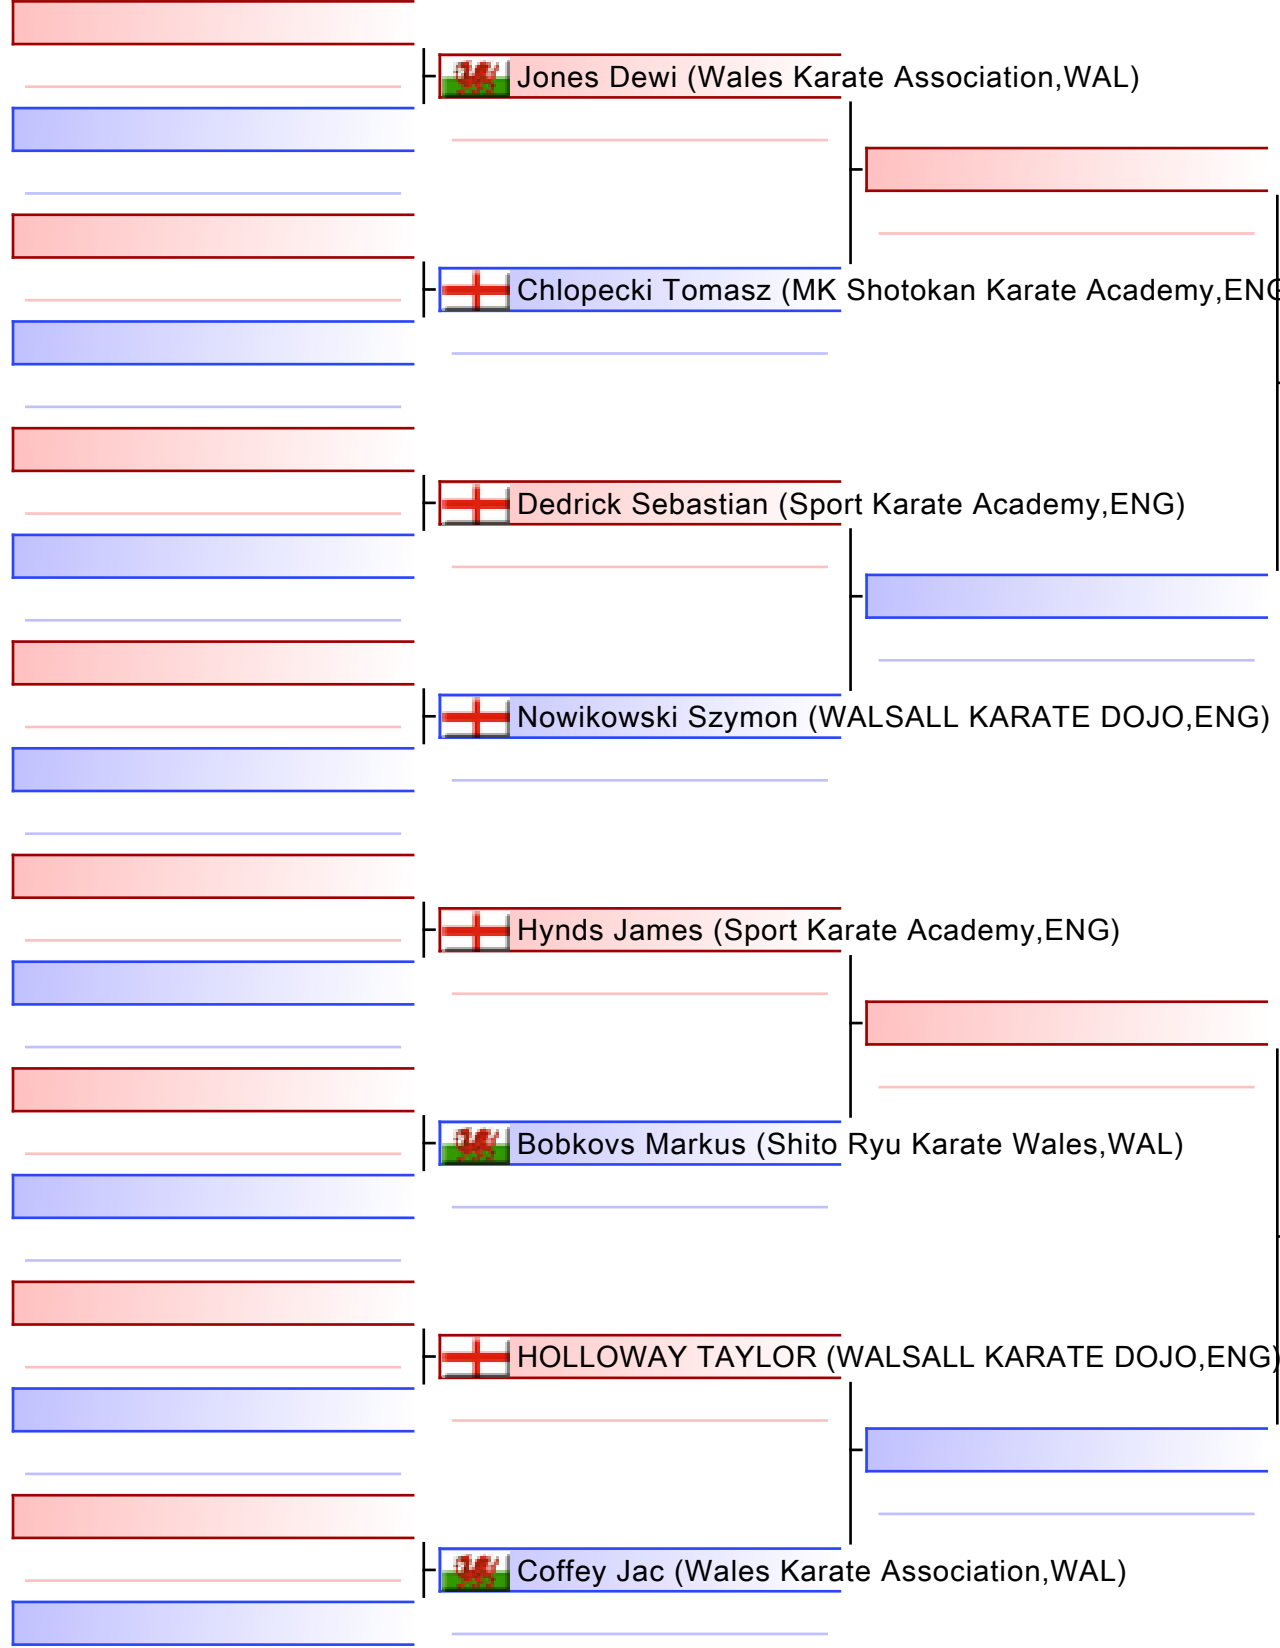 Jones Dewi (Wales Karate Association,WAL)
Chlopecki Tomasz (MK Shotokan Karate Academy,ENG
Dedrick Sebastian (Sport Karate Academy,ENG)
Nowikowski Szymon (WALSALL KARATE DOJO,ENG)
Hynds James (Sport Karate Academy,ENG)
Bobkovs Markus (Shito Ryu Karate Wales,WAL)
HOLLOWAY TAYLOR (WALSALL KARATE DOJO,ENG)
Coffey Jac (Wales Karate Association,WAL)